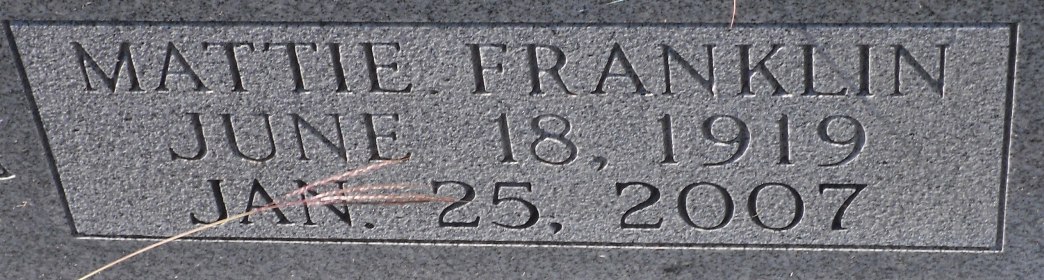 MATTIE FRANKLIN
JUNE 18, 1919
JAN. 25, 2007